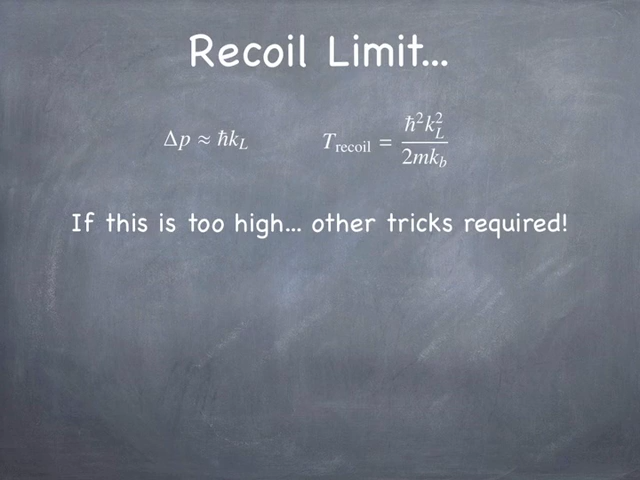 Recoil Limit...
Δp ≈ ħk_L
T_recoil = ħ²k_L² / 2mk_b
If this is too high... other tricks required!